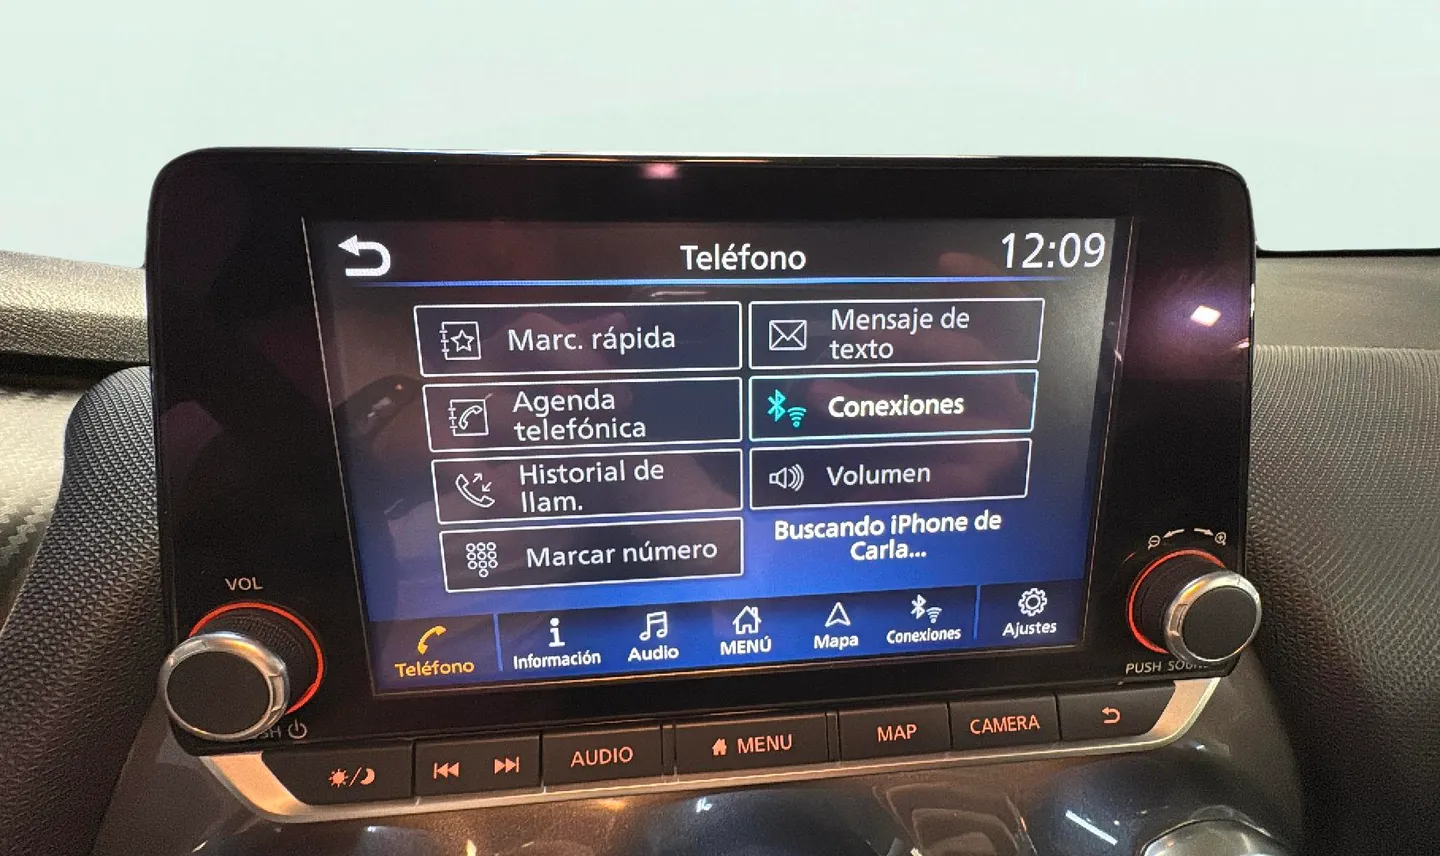 Teléfono
12:09
Marc. rápida
Mensaje de
texto
Agenda
telefónica
Conexiones
Historial de
llam.
Volumen
Marcar número
Buscando iPhone de
Carla...
Teléfono
Información
Audio
MENÚ
Mapa
Conexiones
Ajustes
VOL
PUSH
AUDIO
MENU
MAP
CAMERA